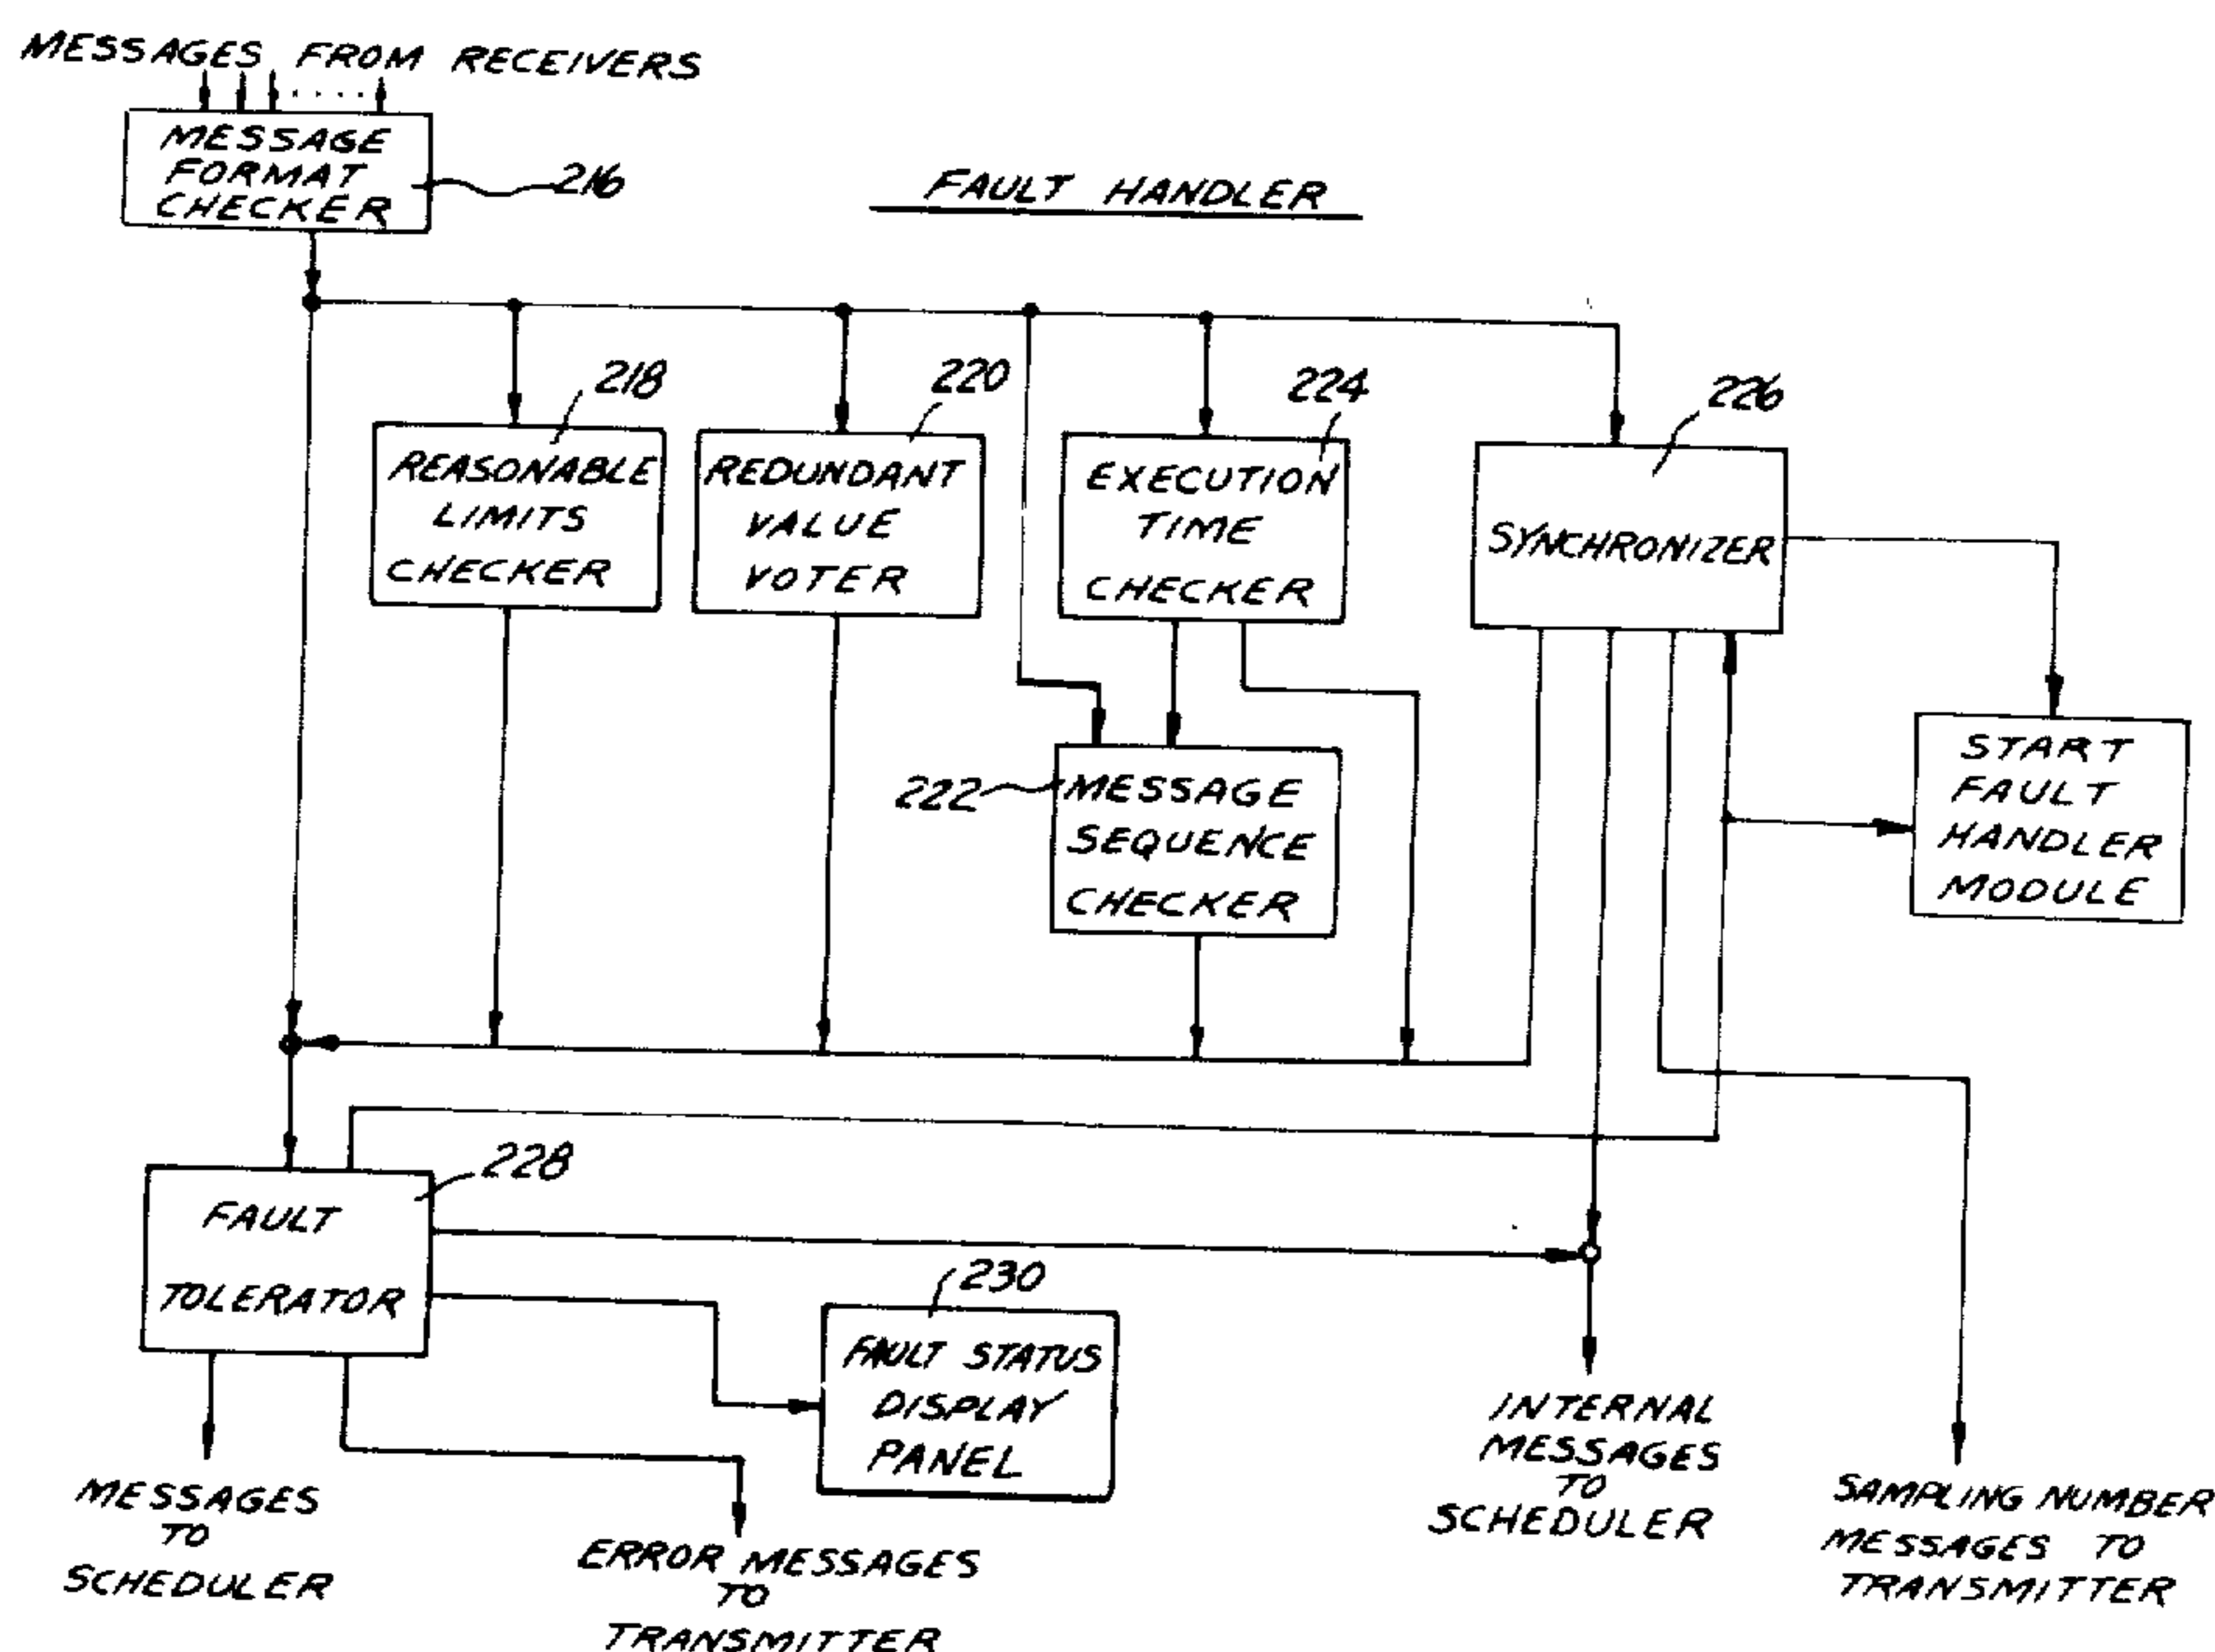 MESSAGES FROM RECEIVERS
MESSAGE
FORMAT
CHECKER
216
FAULT HANDLER
218
220
224
226
REASONABLE
LIMITS
CHECKER
REDUNDANT
VALUE
VOTER
EXECUTION
TIME
CHECKER
SYNCHRONIZER
222
MESSAGE
SEQUENCE
CHECKER
START
FAULT
HANDLER
MODULE
228
FAULT
TOLERATOR
230
FAULT STATUS
DISPLAY
PANEL
MESSAGES
TO
SCHEDULER
ERROR MESSAGES
TO
TRANSMITTER
INTERNAL
MESSAGES
TO
SCHEDULER
SAMPLING NUMBER
MESSAGES TO
TRANSMITTER